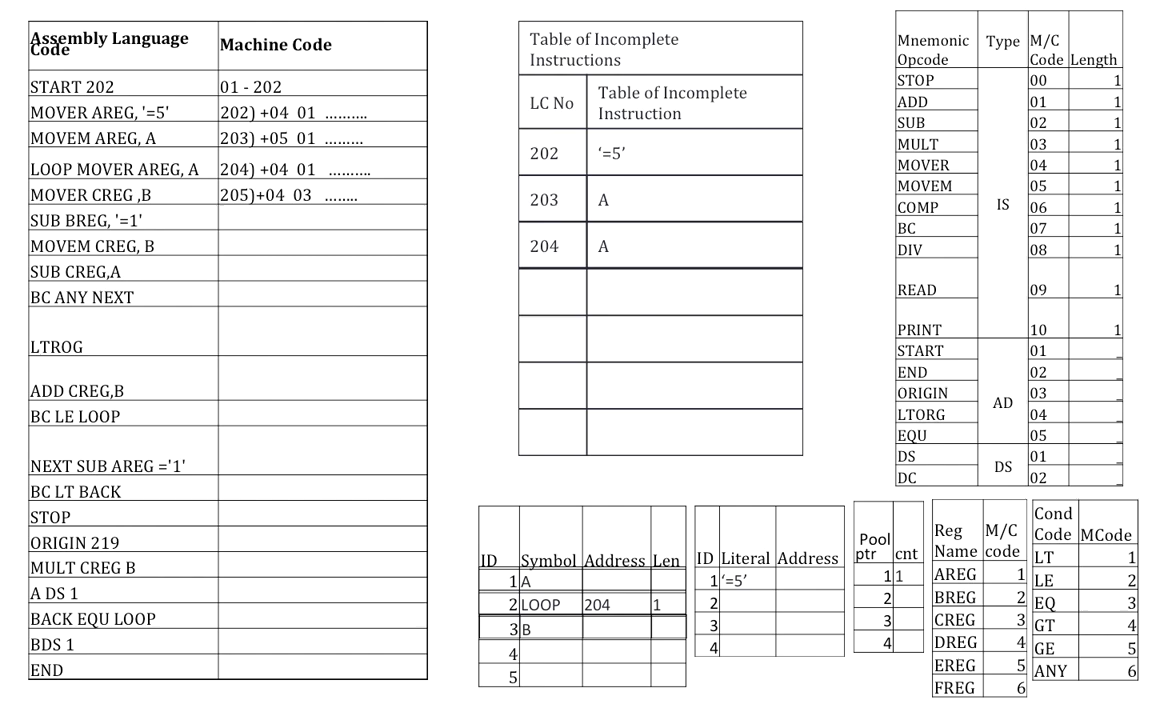 Assembly Language
Code
Machine Code
START 202
01 - 202
MOVER AREG, '=5'
202) +04 01 ..........
MOVEM AREG, A
203) +05 01 .........
LOOP MOVER AREG, A
204) +04 01 ..........
MOVER CREG ,B
205)+04 03 ........
SUB BREG, '=1'
MOVEM CREG, B
SUB CREG,A
BC ANY NEXT
LTROG
ADD CREG,B
BC LE LOOP
NEXT SUB AREG ='1'
BC LT BACK
STOP
ORIGIN 219
MULT CREG B
A DS 1
BACK EQU LOOP
BDS 1
END
Table of Incomplete
Instructions
LC No
Table of Incomplete
Instruction
202
‘=5’
203
A
204
A
Mnemonic
Opcode
Type
M/C
Code
Length
STOP 00 1
ADD 01 1
SUB 02 1
MULT 03 1
MOVER 04 1
MOVEM 05 1
COMP 06 1
IS
BC 07 1
DIV 08 1
READ 09 1
PRINT 10 1
START 01 _
END 02 _
ORIGIN 03 _
AD
LTORG 04 _
EQU 05 _
DS 01 _
DS
DC 02 _
ID Symbol Address Len
1 A
2 LOOP 204 1
3 B
4
5
ID Literal Address
1 ‘=5’
2
3
4
Pool
ptr
cnt
1 1
2
3
4
Reg
Name
M/C
code
AREG 1
BREG 2
CREG 3
DREG 4
EREG 5
FREG 6
Cond
Code
MCode
LT 1
LE 2
EQ 3
GT 4
GE 5
ANY 6